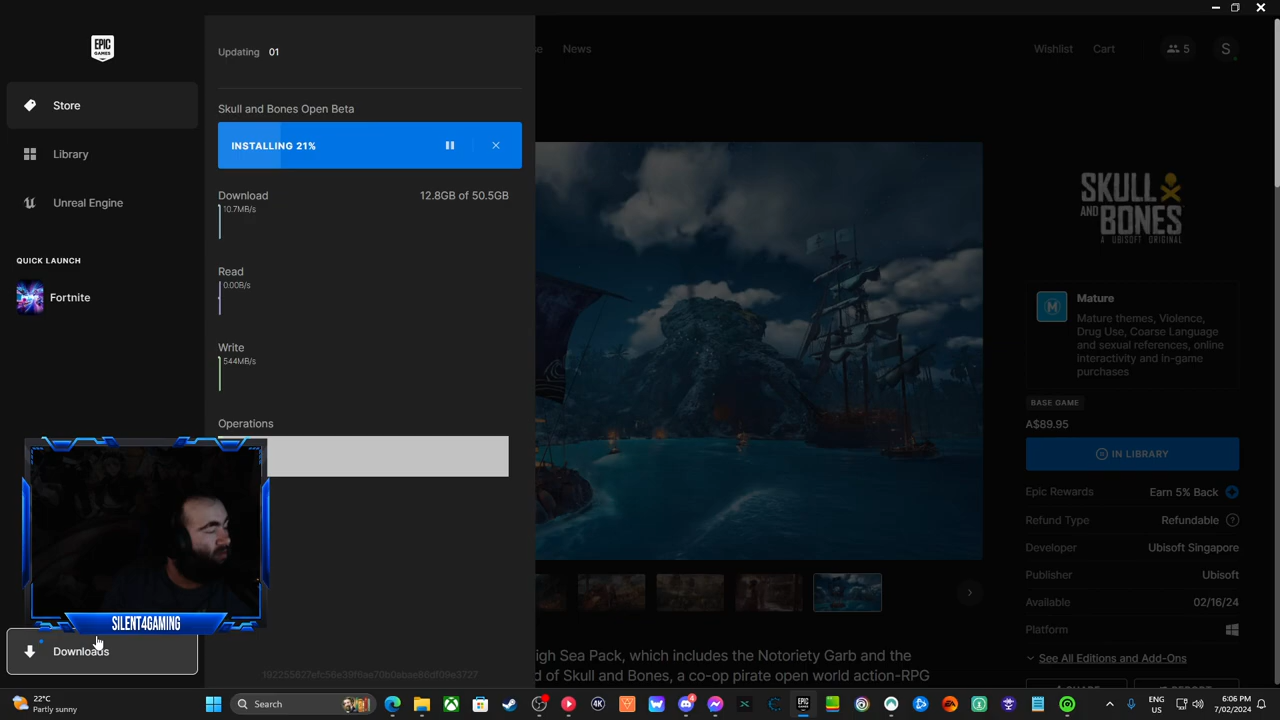 EPIC
GAMES
Updating 01
se News
Wishlist Cart 5 S
Store
Skull and Bones Open Beta
INSTALLING 21%
Library
Download 12.8GB of 50.5GB
10.7MB/s
Unreal Engine
SKULL
AND BONES
A UBISOFT ORIGINAL
QUICK LAUNCH
Read
0.00B/s
Fortnite
M Mature
Mature themes, Violence,
Drug Use, Coarse Language
and sexual references, online
interactivity and in-game
purchases
Write
544MB/s
BASE GAME
A$89.95
Operations
IN LIBRARY
Epic Rewards Earn 5% Back
Refund Type Refundable
Developer Ubisoft Singapore
Publisher Ubisoft
Available 02/16/24
Platform
SILENT4GAMING
Downloads
See All Editions and Add-Ons
igh Sea Pack, which includes the Notoriety Garb and the
d of Skull and Bones, a co-op pirate open world action-RPG
22°C
Partly sunny
Search
4K
4
ENG
US
6:06 PM
7/02/2024